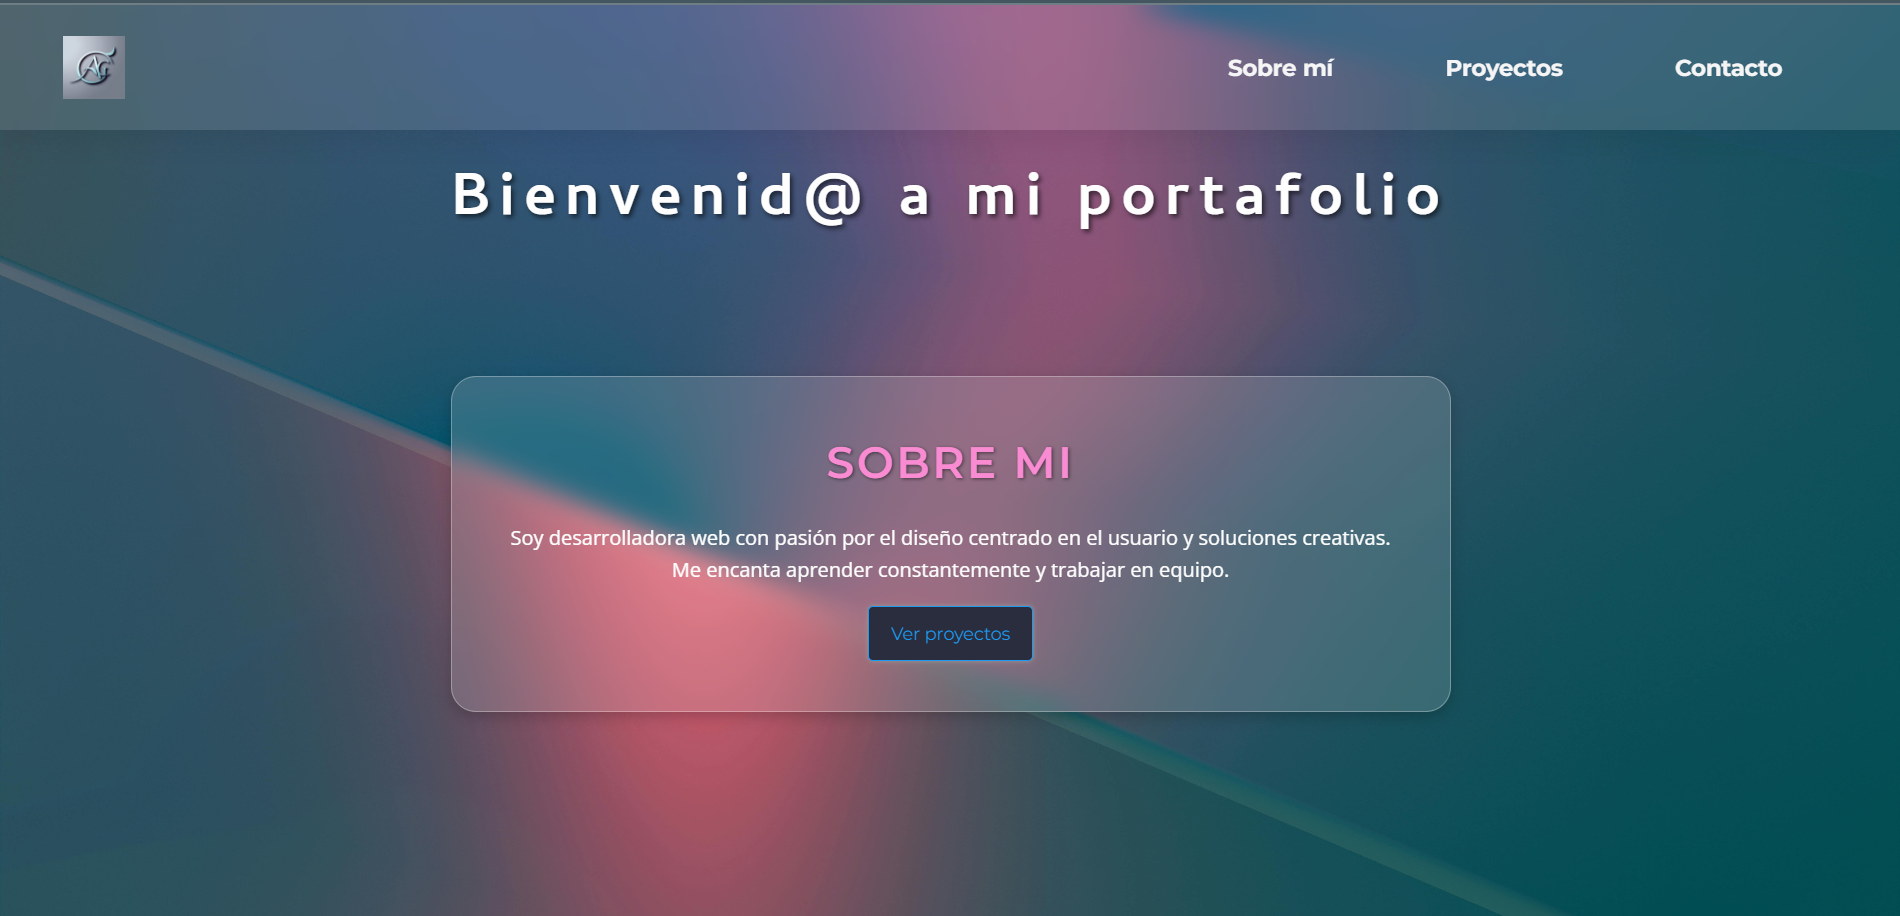 AG
Sobre mí Proyectos Contacto
Bienvenid@ a mi portafolio
SOBRE MI
Soy desarrolladora web con pasión por el diseño centrado en el usuario y soluciones creativas.
Me encanta aprender constantemente y trabajar en equipo.
Ver proyectos